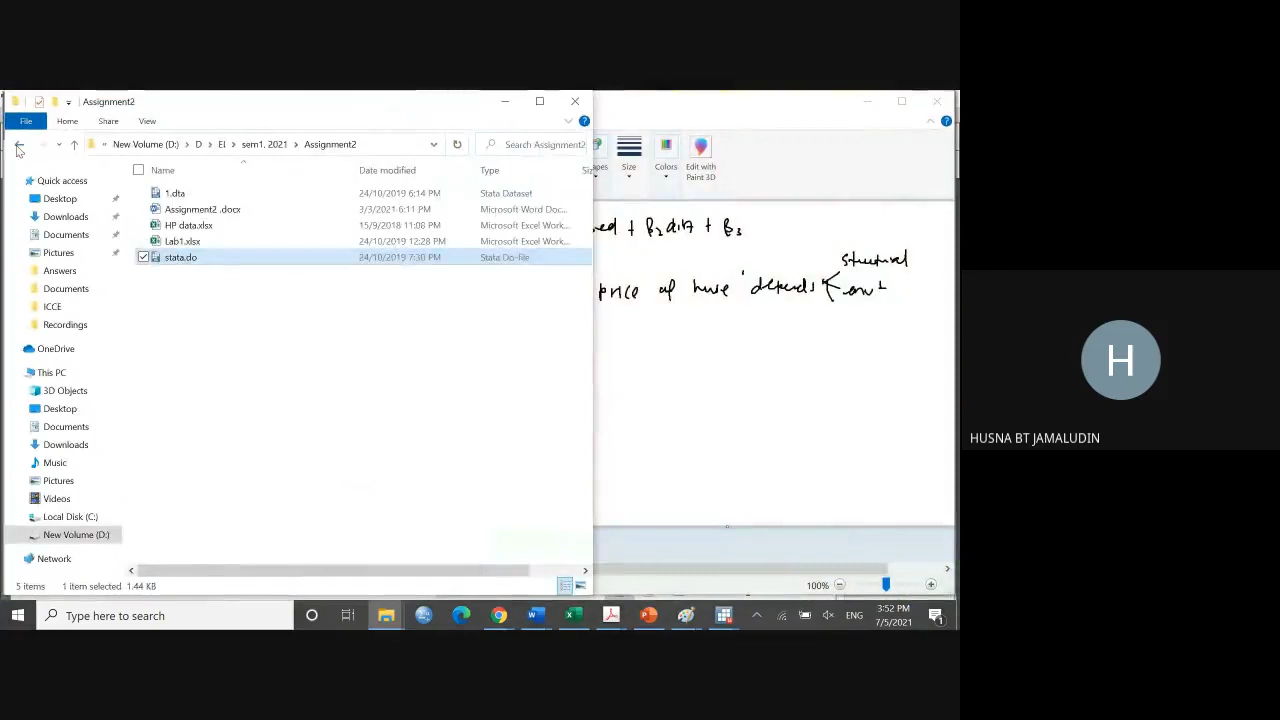 Assignment2
File Home Share View
« New Volume (D:) › D › EI › sem1. 2021 › Assignment2
Search Assignment2
Name Date modified Type Siz
Quick access
Desktop
Downloads
Documents
Pictures
Answers
Documents
ICCE
Recordings
OneDrive
This PC
3D Objects
Desktop
Documents
Downloads
Music
Pictures
Videos
Local Disk (C:)
New Volume (D:)
Network
1.dta 24/10/2019 6:14 PM Stata Dataset
Assignment2 .docx 3/3/2021 6:11 PM Microsoft Word Doc...
HP data.xlsx 15/9/2018 11:08 PM Microsoft Excel Work...
Lab1.xlsx 24/10/2019 12:28 PM Microsoft Excel Work...
stata.do 24/10/2019 7:30 PM Stata Do-file
5 items 1 item selected 1.44 KB
apes Size Colors Edit with
Paint 3D
+ β2 dist + β3
structural
price of house depends
100%
Type here to search
ENG
3:52 PM
7/5/2021
1
H
HUSNA BT JAMALUDIN